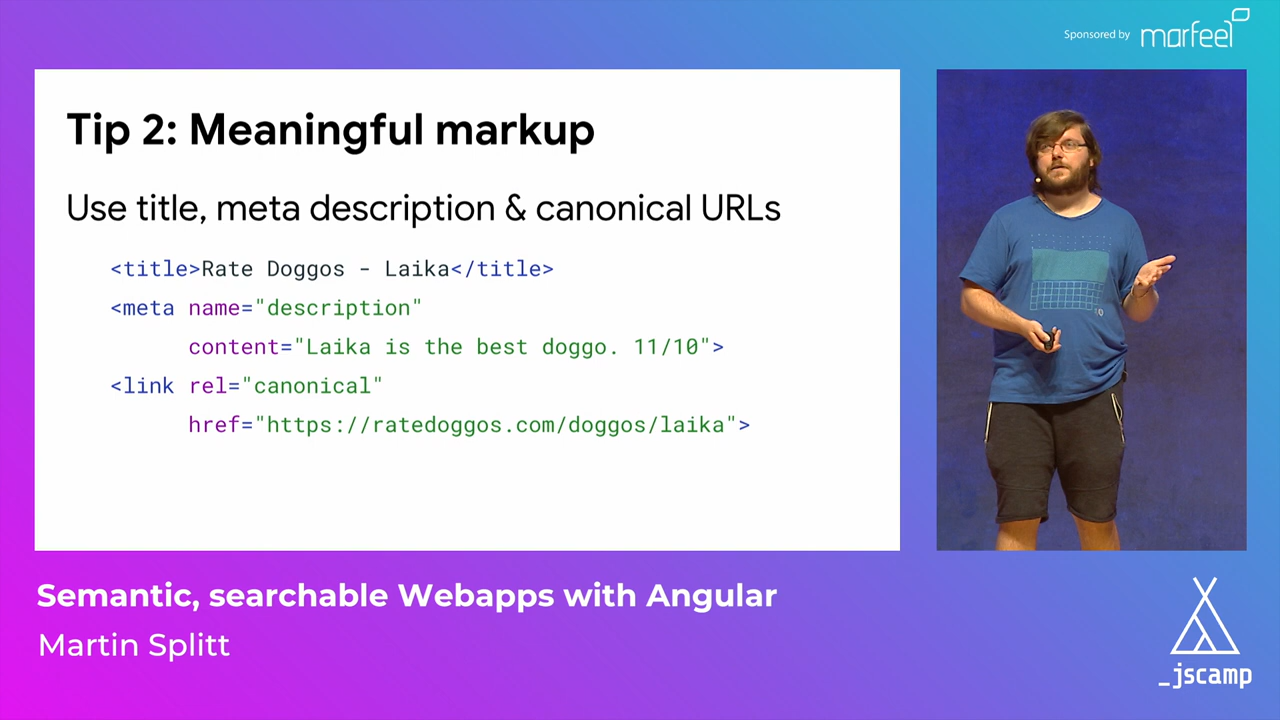 Sponsored by marfeel
Tip 2: Meaningful markup
Use title, meta description & canonical URLs
<title>Rate Doggos - Laika</title>
<meta name="description"
content="Laika is the best doggo. 11/10">
<link rel="canonical"
href="https://ratedoggos.com/doggos/laika">
Semantic, searchable Webapps with Angular
Martin Splitt
_jscamp